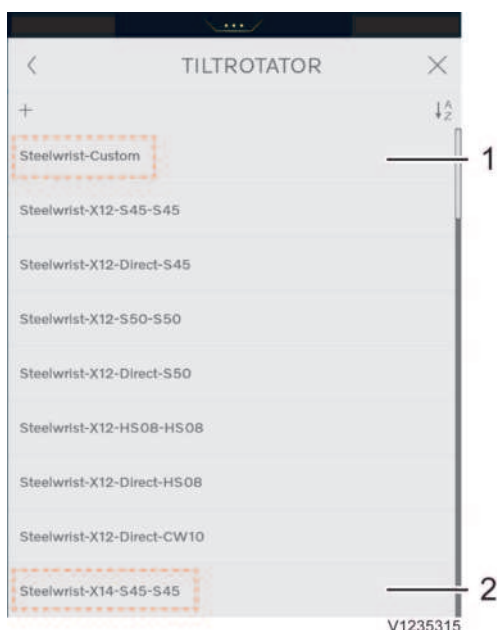 TILTROTATOR
Steelwrist-Custom
1
Steelwrist-X12-S45-S45
Steelwrist-X12-Direct-S45
Steelwrist-X12-S50-S50
Steelwrist-X12-Direct-S50
Steelwrist-X12-HS08-HS08
Steelwrist-X12-Direct-HS08
Steelwrist-X12-Direct-CW10
Steelwrist-X14-S45-S45
2
V1235315